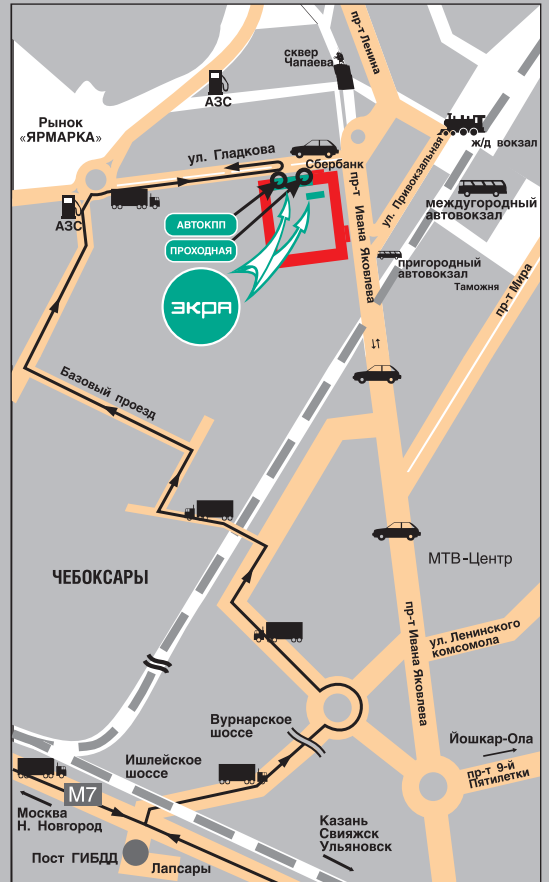 пр-т Ленина
сквер
Чапаева
АЗС
Рынок
«ЯРМАРКА»
ж/д вокзал
ул. Гладкова
Сбербанк
ул. Привокзальная
междугородный
автовокзал
АЗС
АВТОКПП
ПРОХОДНАЯ
пр-т Ивана Яковлева
пригородный
автовокзал
Таможня
пр-т Мира
ЭКРА
Базовый проезд
МТВ-Центр
ЧЕБОКСАРЫ
пр-т Ивана Яковлева
ул. Ленинского
комсомола
Вурнарское
шоссе
Йошкар-Ола
Ишлейское
шоссе
пр-т 9-й
Пятилетки
М7
Москва
Н. Новгород
Казань
Свияжск
Ульяновск
Пост ГИБДД
Лапсары